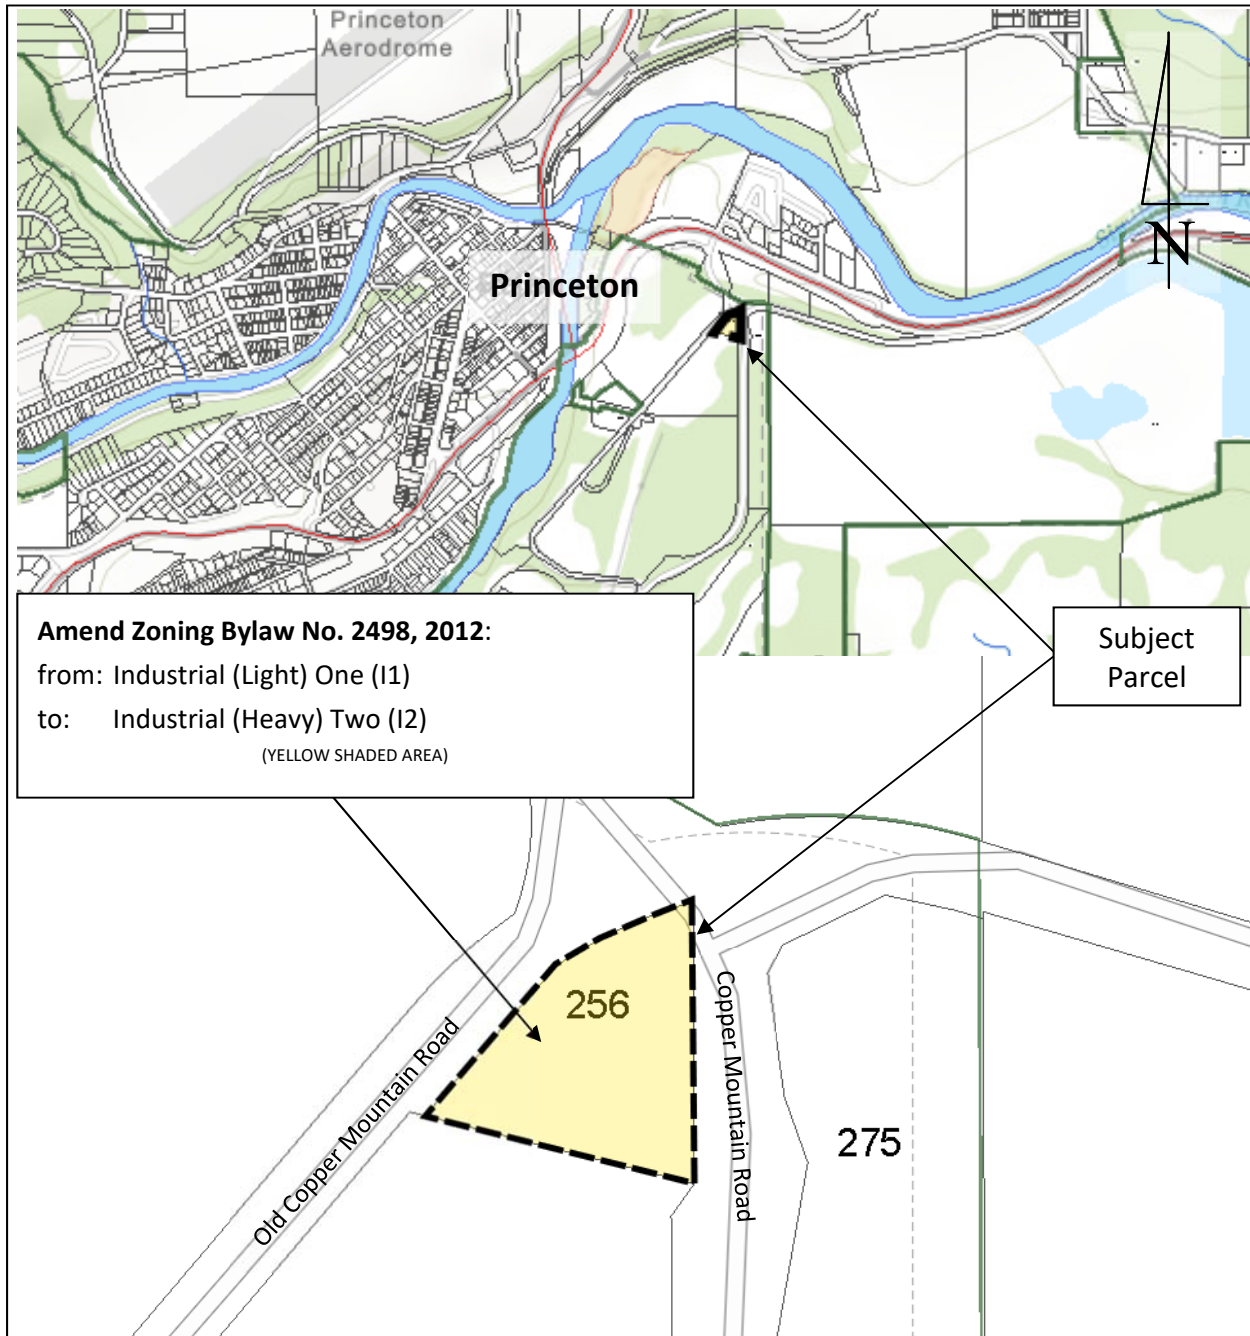 Princeton
Aerodrome
N
Princeton
Amend Zoning Bylaw No. 2498, 2012:
from: Industrial (Light) One (I1)
to: Industrial (Heavy) Two (I2)
(YELLOW SHADED AREA)
Subject
Parcel
256
Copper Mountain Road
Old Copper Mountain Road
275